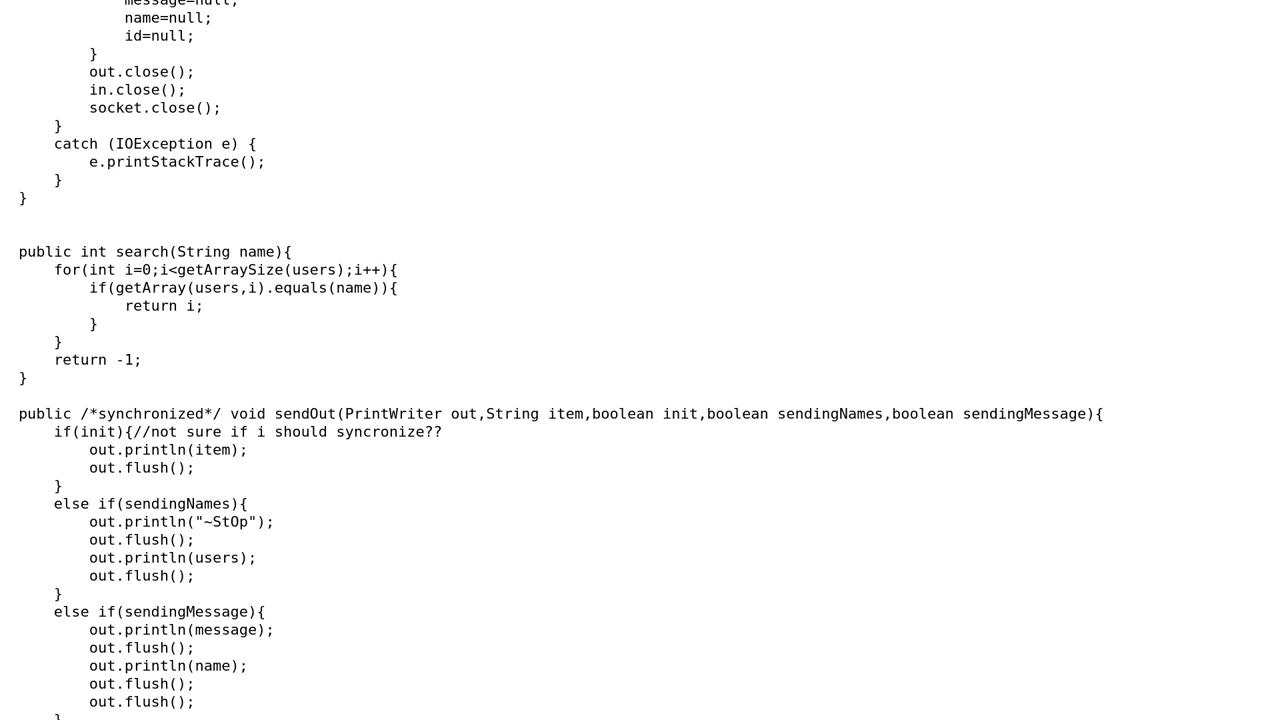 message=null;
name=null;
id=null;
}
out.close();
in.close();
socket.close();
}
catch (IOException e) {
e.printStackTrace();
}
}
public int search(String name){
for(int i=0;i<getArraySize(users);i++){
if(getArray(users,i).equals(name)){
return i;
}
}
return -1;
}
public /*synchronized*/ void sendOut(PrintWriter out,String item,boolean init,boolean sendingNames,boolean sendingMessage){
if(init){//not sure if i should syncronize??
out.println(item);
out.flush();
}
else if(sendingNames){
out.println("~StOp");
out.flush();
out.println(users);
out.flush();
}
else if(sendingMessage){
out.println(message);
out.flush();
out.println(name);
out.flush();
out.flush();
}